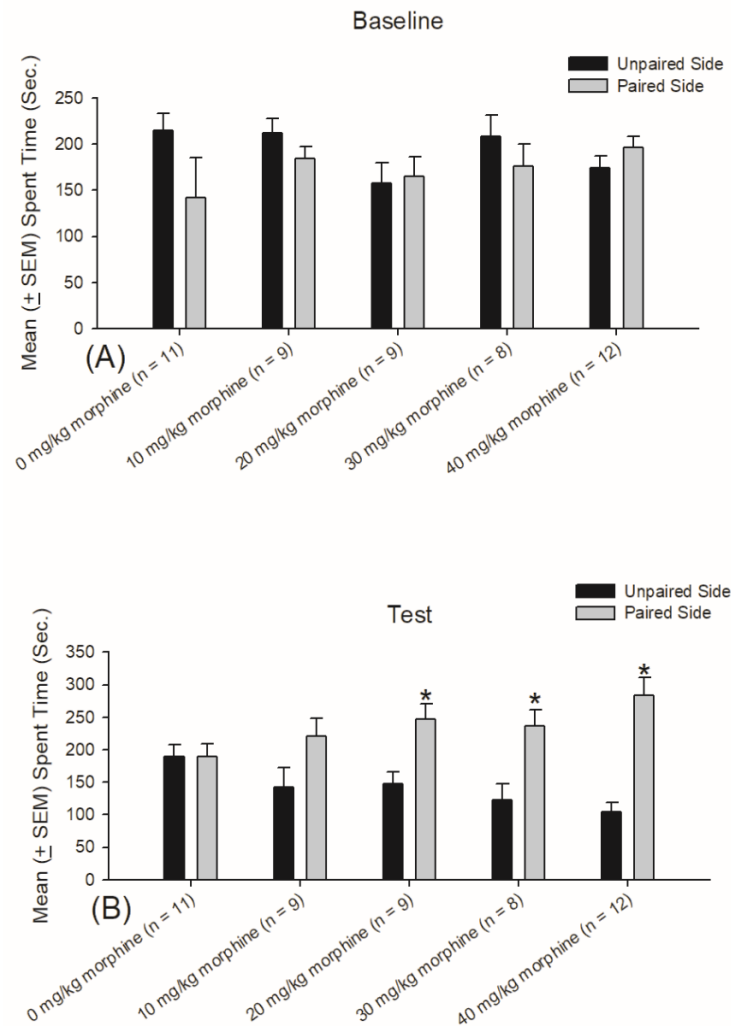 Baseline
Unpaired Side
Paired Side
Mean (+ SEM) Spent Time (Sec.)
250
200
150
100
50
0
(A)
0 mg/kg morphine (n = 11)
10 mg/kg morphine (n = 9)
20 mg/kg morphine (n = 9)
30 mg/kg morphine (n = 8)
40 mg/kg morphine (n = 12)
Unpaired Side
Paired Side
Test
Mean (+ SEM) Spent Time (Sec.)
350
300
250
200
150
100
50
0
*
*
*
(B)
0 mg/kg morphine (n = 11)
10 mg/kg morphine (n = 9)
20 mg/kg morphine (n = 9)
30 mg/kg morphine (n = 8)
40 mg/kg morphine (n = 12)